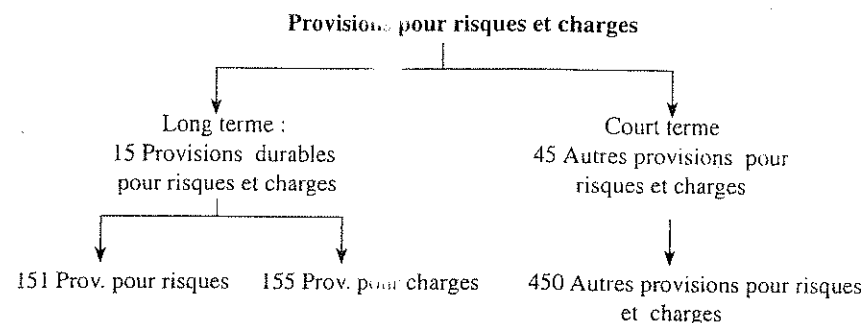 Provisions pour risques et charges
Long terme :
15 Provisions durables
pour risques et charges
Court terme
45 Autres provisions pour
risques et charges
151 Prov. pour risques
155 Prov. pour charges
450 Autres provisions pour risques
et charges